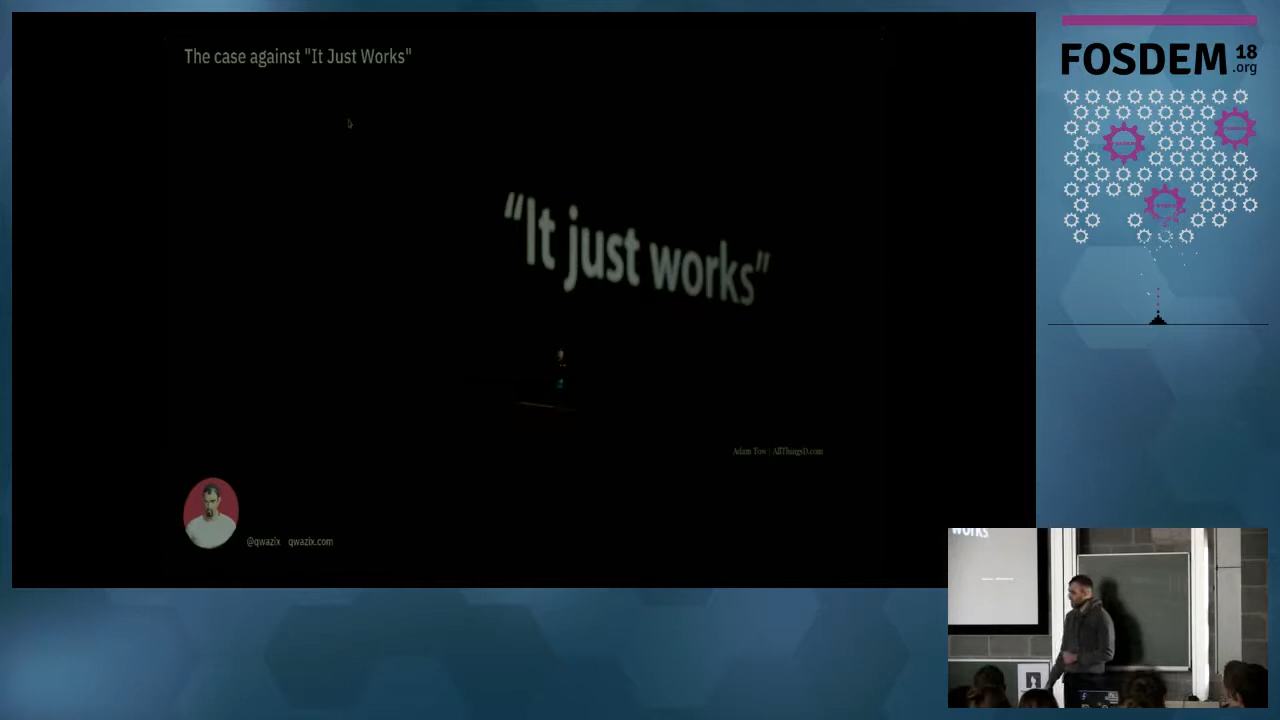 The case against "It Just Works"
“It just works”
Adam Tow | AllThingsD.com
@qwazix qwazix.com
FOSDEM 18
.org
works